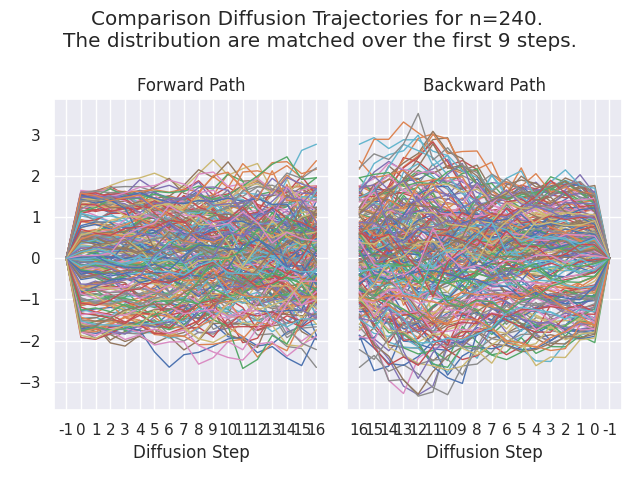 Comparison Diffusion Trajectories for n=240.
The distribution are matched over the first 9 steps.
Forward Path
Backward Path
3
2
1
0
−1
−2
−3
-1 0 1 2 3 4 5 6 7 8 9 10 11 12 13 14 15 16
16 15 14 13 12 11 10 9 8 7 6 5 4 3 2 1 0 -1
Diffusion Step
Diffusion Step